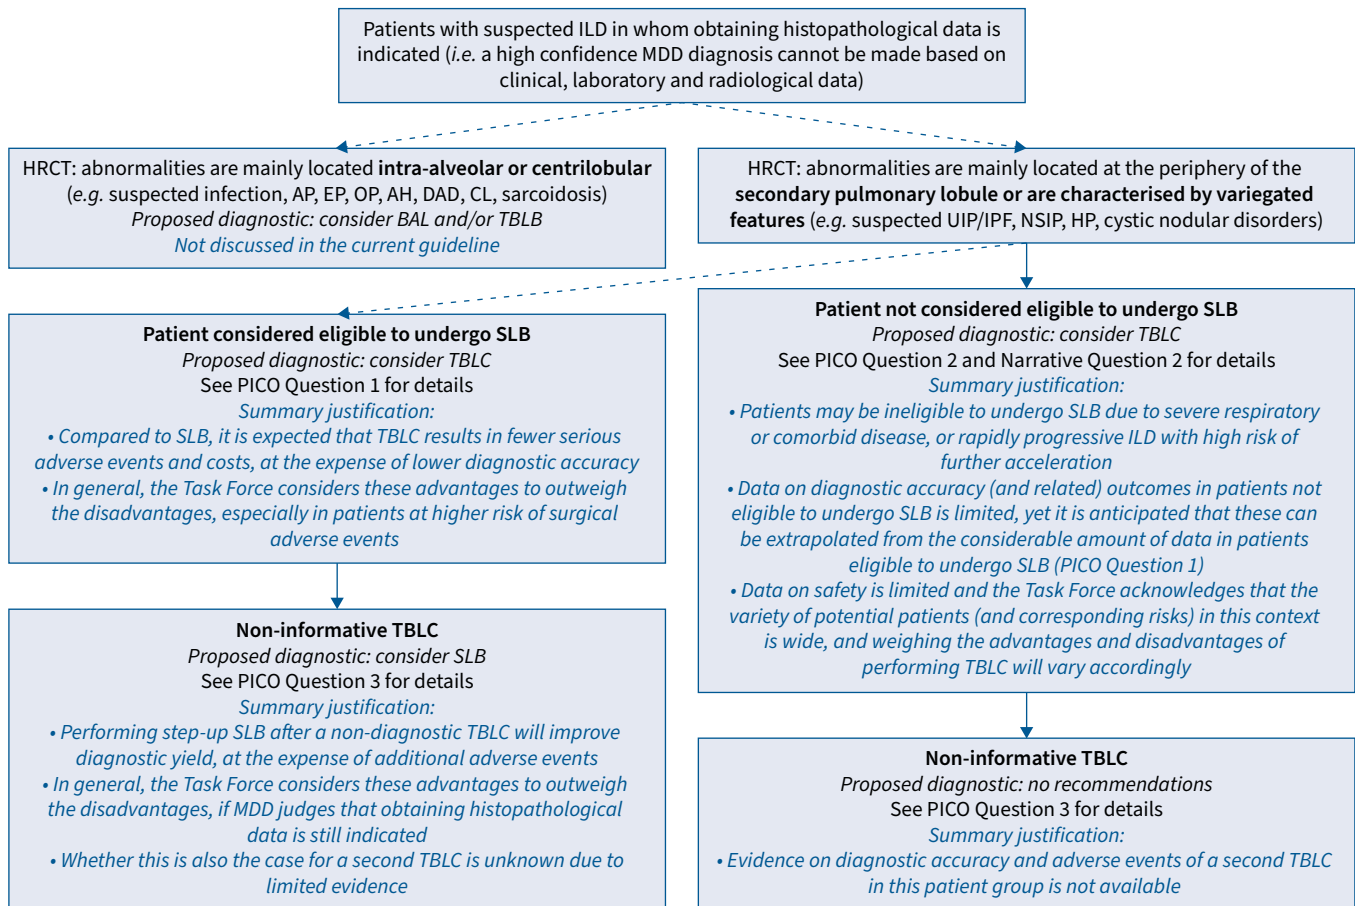 Patients with suspected ILD in whom obtaining histopathological data is
indicated (i.e. a high confidence MDD diagnosis cannot be made based on
clinical, laboratory and radiological data)
HRCT: abnormalities are mainly located intra-alveolar or centrilobular
(e.g. suspected infection, AP, EP, OP, AH, DAD, CL, sarcoidosis)
Proposed diagnostic: consider BAL and/or TBLB
Not discussed in the current guideline
HRCT: abnormalities are mainly located at the periphery of the
secondary pulmonary lobule or are characterised by variegated
features (e.g. suspected UIP/IPF, NSIP, HP, cystic nodular disorders)
Patient considered eligible to undergo SLB
Proposed diagnostic: consider TBLC
See PICO Question 1 for details
Summary justification:
• Compared to SLB, it is expected that TBLC results in fewer serious
adverse events and costs, at the expense of lower diagnostic accuracy
• In general, the Task Force considers these advantages to outweigh
the disadvantages, especially in patients at higher risk of surgical
adverse events
Patient not considered eligible to undergo SLB
Proposed diagnostic: consider TBLC
See PICO Question 2 and Narrative Question 2 for details
Summary justification:
• Patients may be ineligible to undergo SLB due to severe respiratory
or comorbid disease, or rapidly progressive ILD with high risk of
further acceleration
• Data on diagnostic accuracy (and related) outcomes in patients not
eligible to undergo SLB is limited, yet it is anticipated that these can
be extrapolated from the considerable amount of data in patients
eligible to undergo SLB (PICO Question 1)
• Data on safety is limited and the Task Force acknowledges that the
variety of potential patients (and corresponding risks) in this context
is wide, and weighing the advantages and disadvantages of
performing TBLC will vary accordingly
Non-informative TBLC
Proposed diagnostic: consider SLB
See PICO Question 3 for details
Summary justification:
• Performing step-up SLB after a non-diagnostic TBLC will improve
diagnostic yield, at the expense of additional adverse events
• In general, the Task Force considers these advantages to outweigh
the disadvantages, if MDD judges that obtaining histopathological
data is still indicated
• Whether this is also the case for a second TBLC is unknown due to
limited evidence
Non-informative TBLC
Proposed diagnostic: no recommendations
See PICO Question 3 for details
Summary justification:
• Evidence on diagnostic accuracy and adverse events of a second TBLC
in this patient group is not available